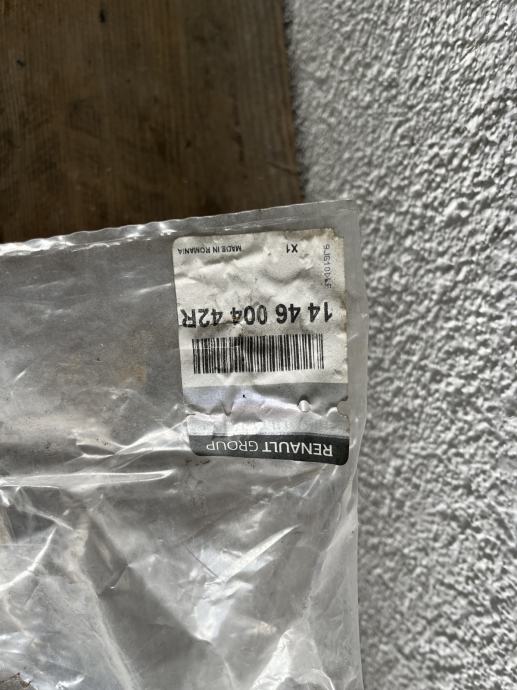 RENAULT GROUP
14 46 004 42R
X1 MADE IN ROMANIA